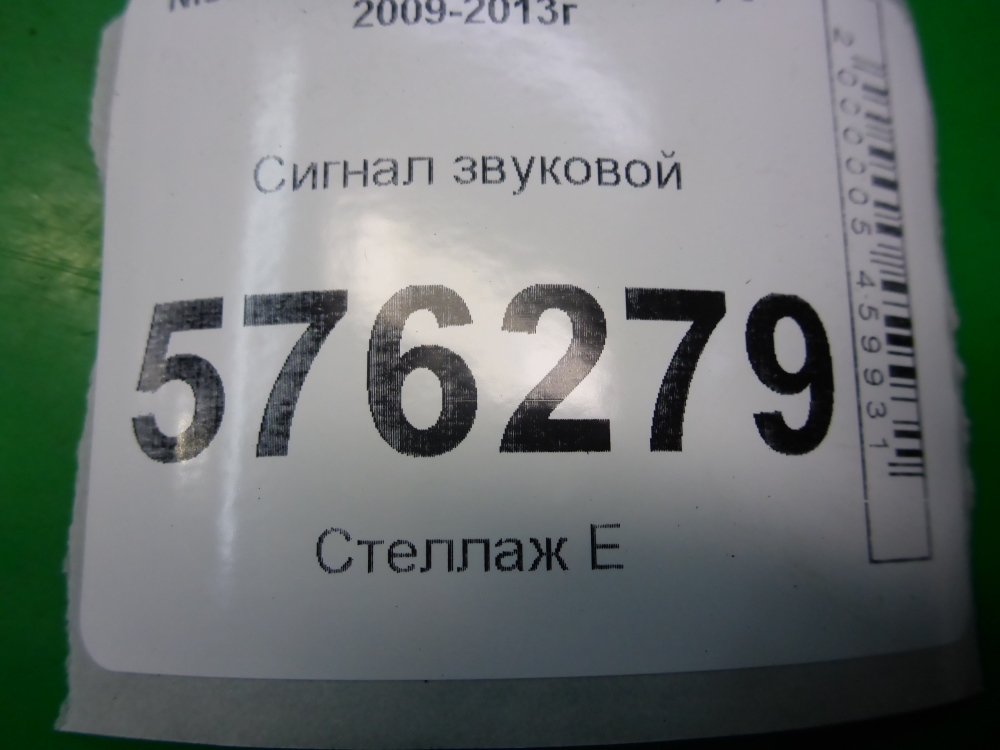 2009-2013г
Сигнал звуковой
576279
Стеллаж Е
2000005459931